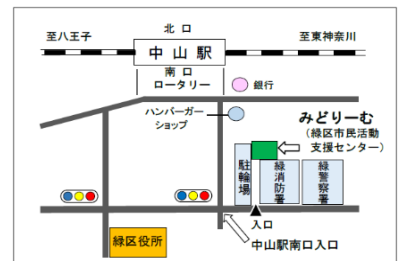 北 口
至八王子
至東神奈川
中 山 駅
南 口
ロータリー
銀行
ハンバーガー
ショップ
みどりーむ
（緑区市民活動
支援センター）
駐輪場
緑消防署
緑警察署
入口
緑区役所
中山駅南口入口